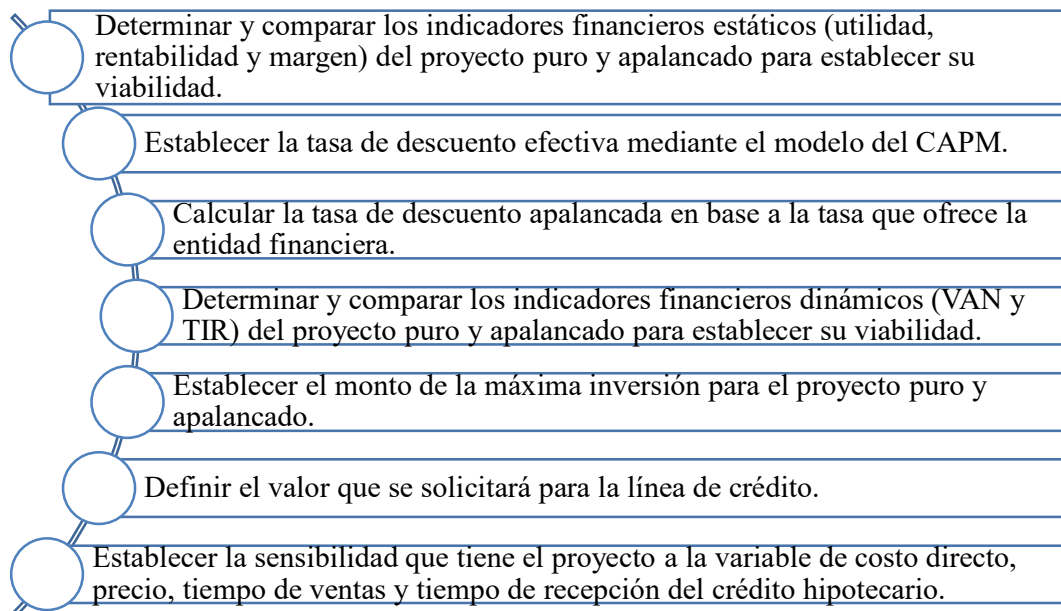 Determinar y comparar los indicadores financieros estáticos (utilidad,
rentabilidad y margen) del proyecto puro y apalancado para establecer su
viabilidad.
Establecer la tasa de descuento efectiva mediante el modelo del CAPM.
Calcular la tasa de descuento apalancada en base a la tasa que ofrece la
entidad financiera.
Determinar y comparar los indicadores financieros dinámicos (VAN y
TIR) del proyecto puro y apalancado para establecer su viabilidad.
Establecer el monto de la máxima inversión para el proyecto puro y
apalancado.
Definir el valor que se solicitará para la línea de crédito.
Establecer la sensibilidad que tiene el proyecto a la variable de costo directo,
precio, tiempo de ventas y tiempo de recepción del crédito hipotecario.